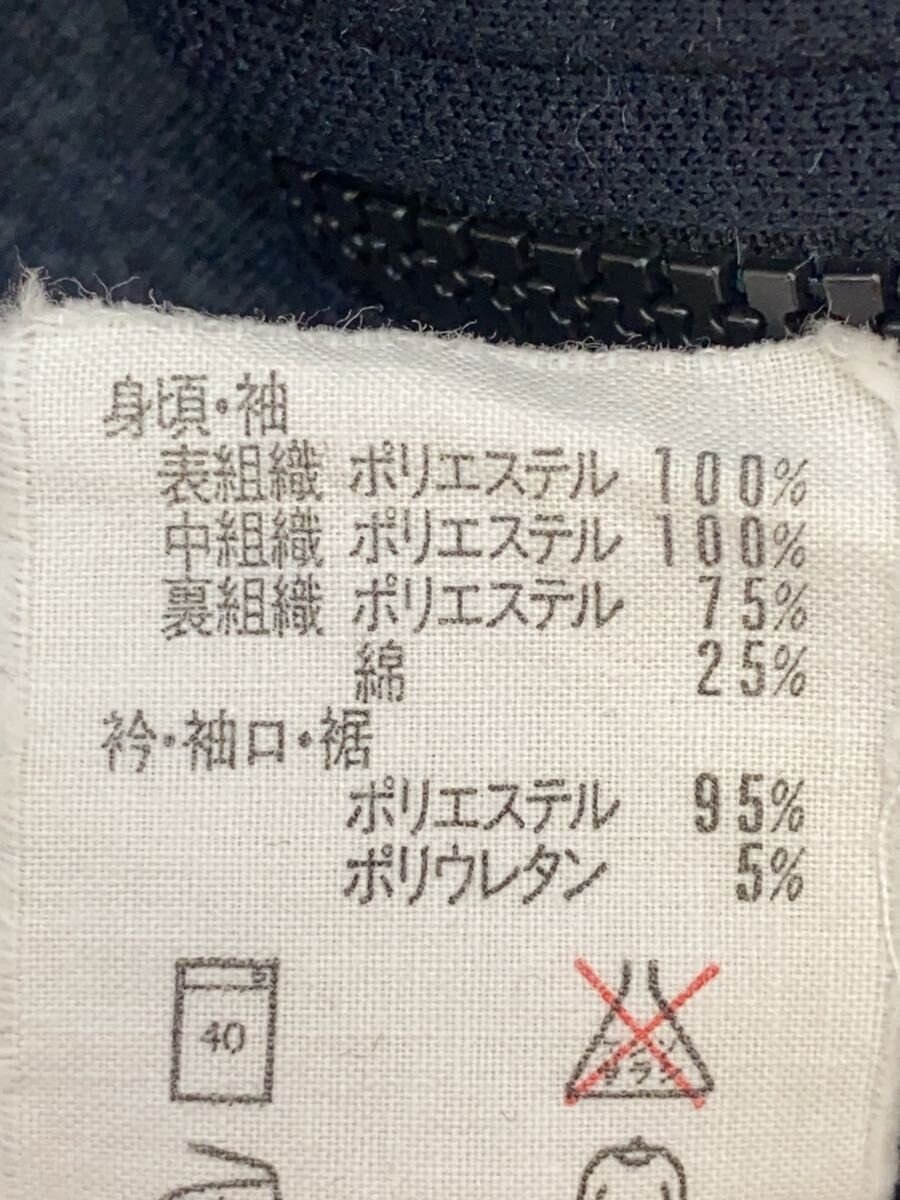 身頃・袖
表組織 ポリエステル 100%
中組織 ポリエステル 100%
裏組織 ポリエステル 75%
綿 25%
衿・袖口・裾
ポリエステル 95%
ポリウレタン 5%
40